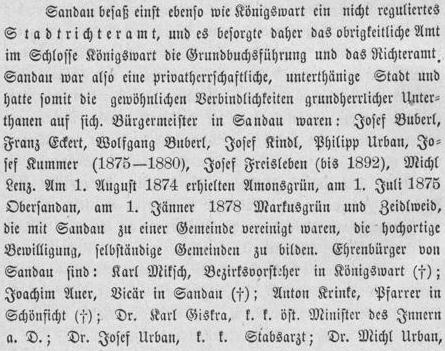 Sandau besaß einst ebenso wie Königswart ein nicht reguliertes
Stadtrichteramt, und es besorgte daher das obrigkeitliche Amt
im Schlosse Königswart die Grundbuchsführung und das Richteramt.
Sandau war also eine privatherrschaftliche, unterthänige Stadt und
hatte somit die gewöhnlichen Verbindlichkeiten grundherrlicher Unter-
thanen auf sich. Bürgermeister in Sandau waren: Josef Buberl,
Franz Eckert, Wolfgang Buberl, Josef Kindl, Philipp Urban, Jo-
sef Kummer (1875—1880), Josef Freisleben (bis 1892), Michl
Lenz. Am 1. August 1874 erhielten Amonsgrün, am 1. Juli 1875
Obersandau, am 1. Jänner 1878 Markusgrün und Zeidlweid,
die mit Sandau zu einer Gemeinde vereinigt waren, die hochortige
Bewilligung, selbständige Gemeinden zu bilden. Ehrenbürger von
Sandau sind: Karl Miksch, Bezirksvorsteher in Königswart (†);
Joachim Auer, Vicär in Sandau (†); Anton Krinke, Pfarrer in
Schönficht (†); Dr. Karl Giskra, k. k. öst. Minister des Innern
a. D.; Dr. Josef Urban, k. k. Stabsarzt; Dr. Michl Urban,